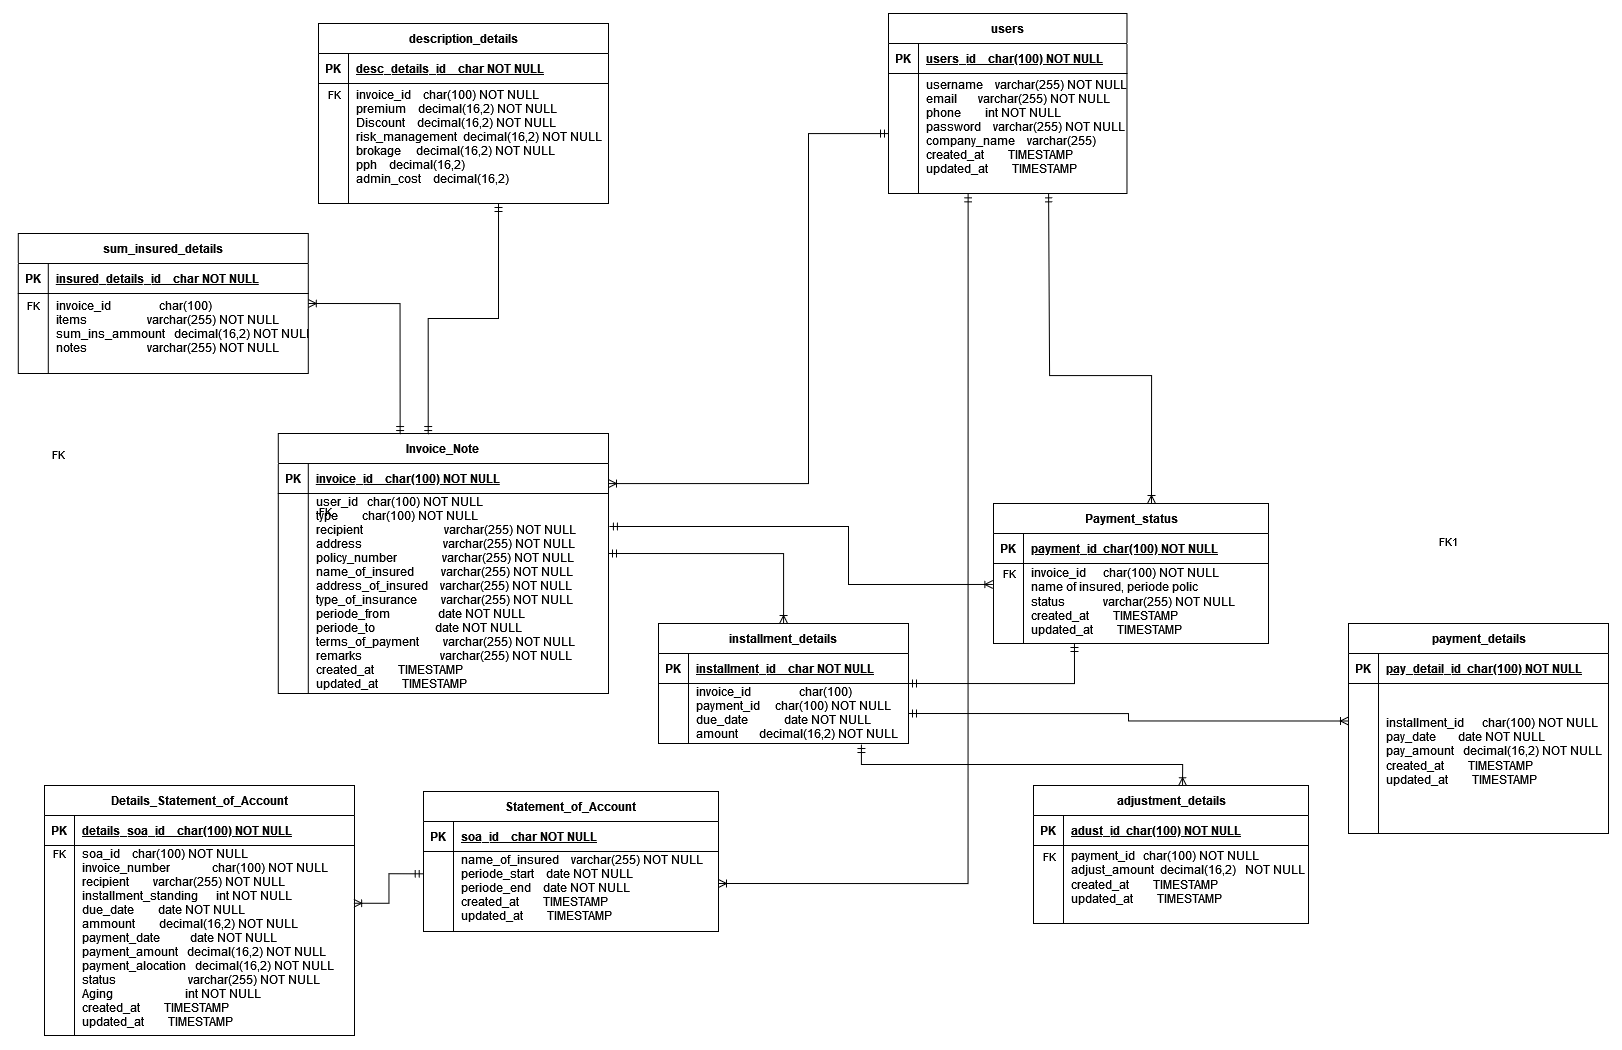 description_details
PK desc_details_id char NOT NULL
FK invoice_id char(100) NOT NULL
premium decimal(16,2) NOT NULL
Discount decimal(16,2) NOT NULL
risk_management decimal(16,2) NOT NULL
brokage decimal(16,2) NOT NULL
pph decimal(16,2)
admin_cost decimal(16,2)
users
PK users_id char(100) NOT NULL
username varchar(255) NOT NULL
email varchar(255) NOT NULL
phone int NOT NULL
password varchar(255) NOT NULL
company_name varchar(255)
created_at TIMESTAMP
updated_at TIMESTAMP
sum_insured_details
PK insured_details_id char NOT NULL
FK invoice_id char(100)
items varchar(255) NOT NULL
sum_ins_ammount decimal(16,2) NOT NULL
notes varchar(255) NOT NULL
FK
Invoice_Note
PK invoice_id char(100) NOT NULL
user_id char(100) NOT NULL
FK
type char(100) NOT NULL
recipient varchar(255) NOT NULL
address varchar(255) NOT NULL
policy_number varchar(255) NOT NULL
name_of_insured varchar(255) NOT NULL
address_of_insured varchar(255) NOT NULL
type_of_insurance varchar(255) NOT NULL
periode_from date NOT NULL
periode_to date NOT NULL
terms_of_payment varchar(255) NOT NULL
remarks varchar(255) NOT NULL
created_at TIMESTAMP
updated_at TIMESTAMP
Payment_status
PK payment_id char(100) NOT NULL
FK invoice_id char(100) NOT NULL
name of insured, periode polic
status varchar(255) NOT NULL
created_at TIMESTAMP
updated_at TIMESTAMP
FK1
installment_details
PK installment_id char NOT NULL
invoice_id char(100)
payment_id char(100) NOT NULL
due_date date NOT NULL
amount decimal(16,2) NOT NULL
payment_details
PK pay_detail_id char(100) NOT NULL
installment_id char(100) NOT NULL
pay_date date NOT NULL
pay_amount decimal(16,2) NOT NULL
created_at TIMESTAMP
updated_at TIMESTAMP
Details_Statement_of_Account
PK details_soa_id char(100) NOT NULL
FK soa_id char(100) NOT NULL
invoice_number char(100) NOT NULL
recipient varchar(255) NOT NULL
installment_standing int NOT NULL
due_date date NOT NULL
ammount decimal(16,2) NOT NULL
payment_date date NOT NULL
payment_amount decimal(16,2) NOT NULL
payment_alocation decimal(16,2) NOT NULL
status varchar(255) NOT NULL
Aging int NOT NULL
created_at TIMESTAMP
updated_at TIMESTAMP
Statement_of_Account
PK soa_id char NOT NULL
name_of_insured varchar(255) NOT NULL
periode_start date NOT NULL
periode_end date NOT NULL
created_at TIMESTAMP
updated_at TIMESTAMP
adjustment_details
PK adust_id char(100) NOT NULL
FK payment_id char(100) NOT NULL
adjust_amount decimal(16,2) NOT NULL
created_at TIMESTAMP
updated_at TIMESTAMP